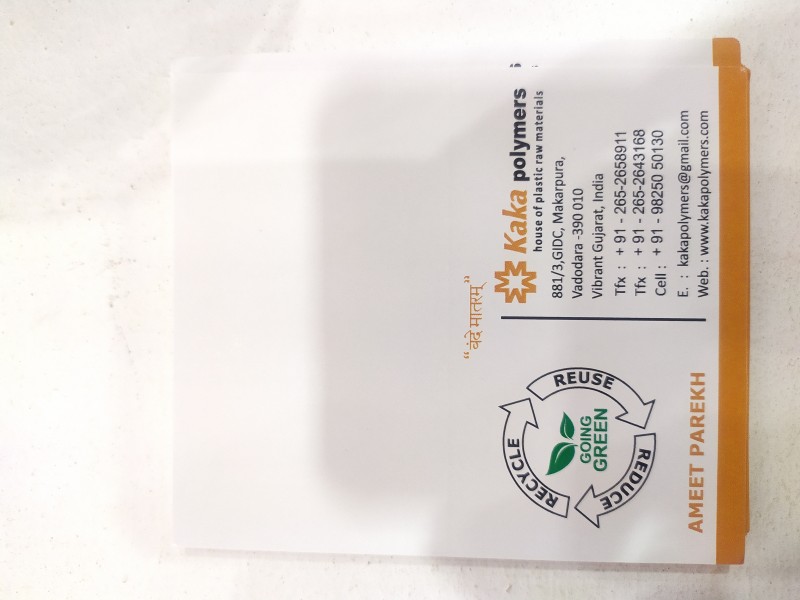 “वंदे मातरम्”
RECYCLE
REUSE
REDUCE
GOING
GREEN
AMEET PAREKH
Kaka polymers
house of plastic raw materials
881/3,GIDC, Makarpura,
Vadodara -390 010
Vibrant Gujarat, India
Tfx : +91 - 265-2658911
Tfx : +91 - 265-2643168
Cell : +91 - 98250 50130
E. : kakapolymers@gmail.com
Web. : www.kakapolymers.com